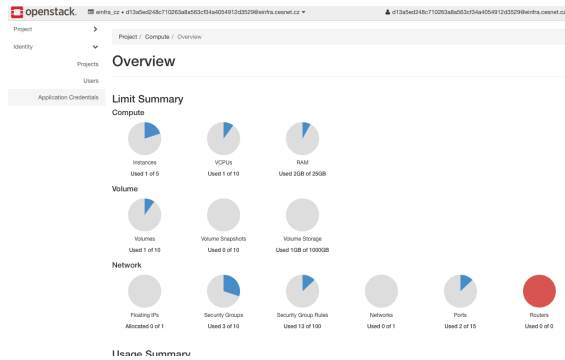 openstack. einfra_cz • d13a5ed248c710263a8a563cf34a4054912d3529@einfra.cesnet.cz d13a5ed248c710263a8a563cf34a4054912d3529@einfra.cesnet.cz
Project
Identity
Projects
Users
Application Credentials
Project / Compute / Overview
Overview
Limit Summary
Compute
Instances VCPUs RAM
Used 1 of 5 Used 1 of 10 Used 2GB of 25GB
Volume
Volumes Volume Snapshots Volume Storage
Used 1 of 10 Used 0 of 10 Used 1GB of 1000GB
Network
Floating IPs Security Groups Security Group Rules Networks Ports Routers
Allocated 0 of 1 Used 3 of 10 Used 13 of 100 Used 0 of 1 Used 2 of 15 Used 0 of 0
Usage Summary